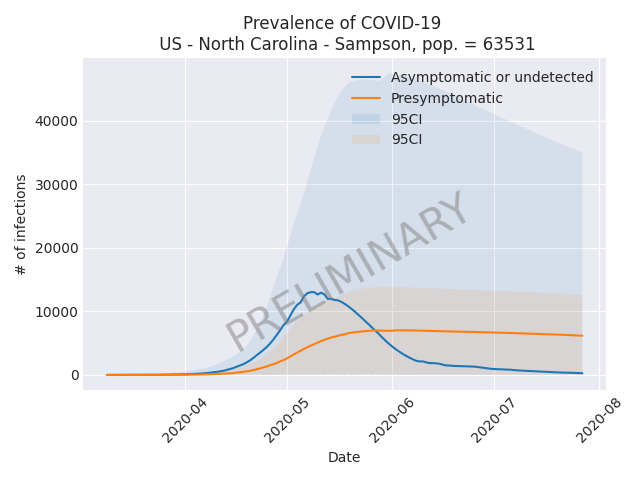 Prevalence of COVID-19
US - North Carolina - Sampson, pop. = 63531
Asymptomatic or undetected
Presymptomatic
95CI
95CI
# of infections
40000
30000
20000
10000
0
PRELIMINARY
2020-04
2020-05
2020-06
2020-07
2020-08
Date